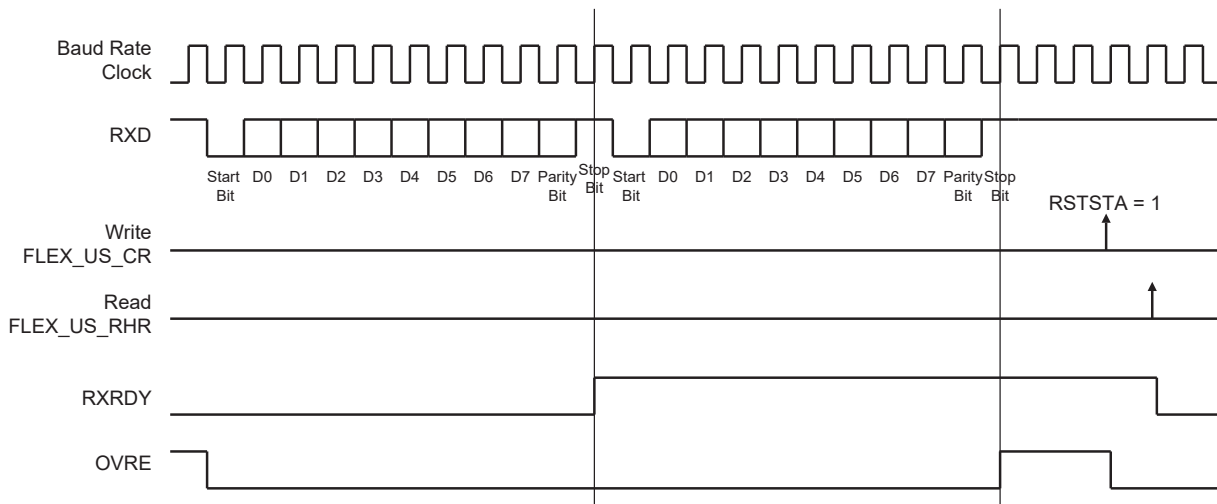 Baud Rate
Clock
RXD
Start
Bit
D0
D1
D2
D3
D4
D5
D6
D7
Parity
Bit
Stop
Bit
Start
Bit
D0
D1
D2
D3
D4
D5
D6
D7
Parity
Bit
Stop
Bit
RSTSTA = 1
Write
FLEX_US_CR
Read
FLEX_US_RHR
RXRDY
OVRE